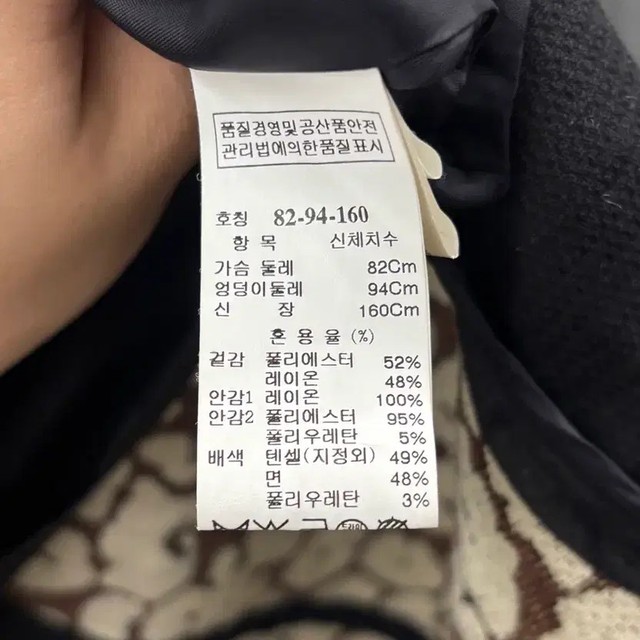 품질경영및공산품안전
관리법에의한품질표시
호칭 82-94-160
항목 신체치수
가슴 둘레 82Cm
엉덩이둘레 94Cm
신 장 160Cm
혼 용 율 (%)
겉감 폴리에스터 52%
레이온 48%
안감1 레이온 100%
안감2 폴리에스터 95%
폴리우레탄 5%
배색 텐셀(지정외) 49%
면 48%
폴리우레탄 3%